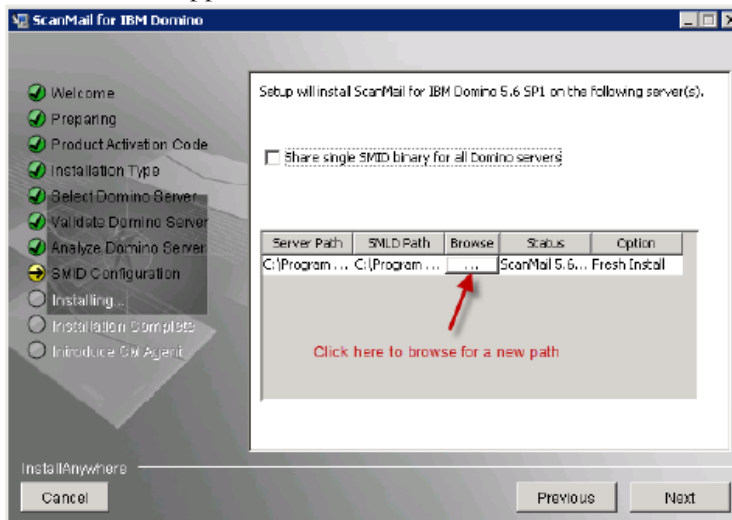 ScanMail for IBM Domino
Welcome
Preparing
Product Activation Code
Installation Type
Select Domino Server
Validate Domino Server
Analyze Domino Server
SMID Configuration
Installing...
Installation Complete
Introduce CM Agent
Setup will install ScanMail for IBM Domino 5.6 SP1 on the following server(s).
Share single SMID binary for all Domino servers
Server Path SMLD Path Browse Status Option
C:\Program ... C:\Program ... ... ScanMail 5.6... Fresh Install
Click here to browse for a new path
InstallAnywhere
Cancel Previous Next